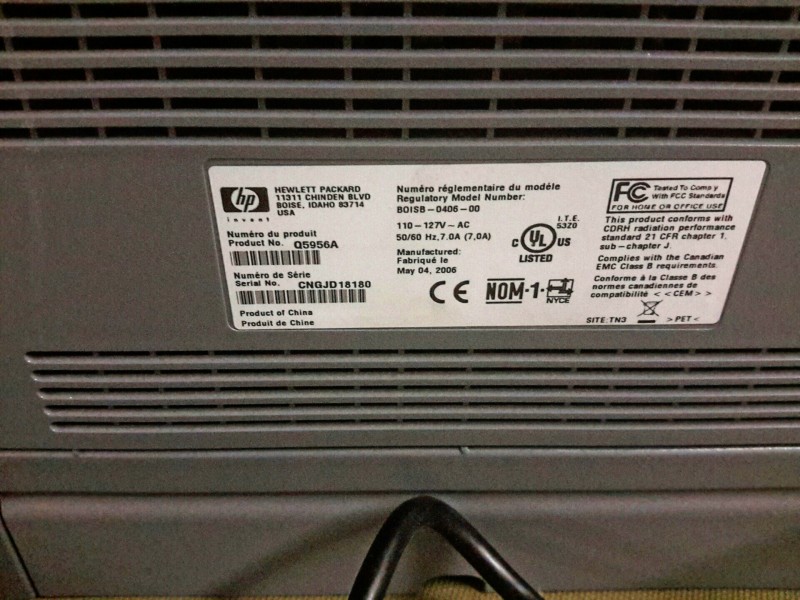 hp
invent
HEWLETT PACKARD
11311 CHINDEN BLVD
BOISE, IDAHO 83714
USA
Numéro du produit
Product No. Q5956A
Numéro de Série
Serial No. CNGJD18180
Product of China
Produit de Chine
Numéro réglementaire du modèle
Regulatory Model Number:
BOISB-0406-00
110-127V~AC
50/60 Hz, 7.0A (7,0A)
Manufactured:
Fabriqué le
May 04, 2006
I.T.E.
53Z0
C UL US
LISTED
CE
NOM-1-
NYCE
FC Tested To Comply
With FCC Standards
FOR HOME OR OFFICE USE
This product conforms with
CDRH radiation performance
standard 21 CFR chapter 1,
sub-chapter J.
Complies with the Canadian
EMC Class B requirements.
Conforme à la Classe B des
normes canadiennes de
compatibilité <<CEM>>
SITE: TN3
>PET<